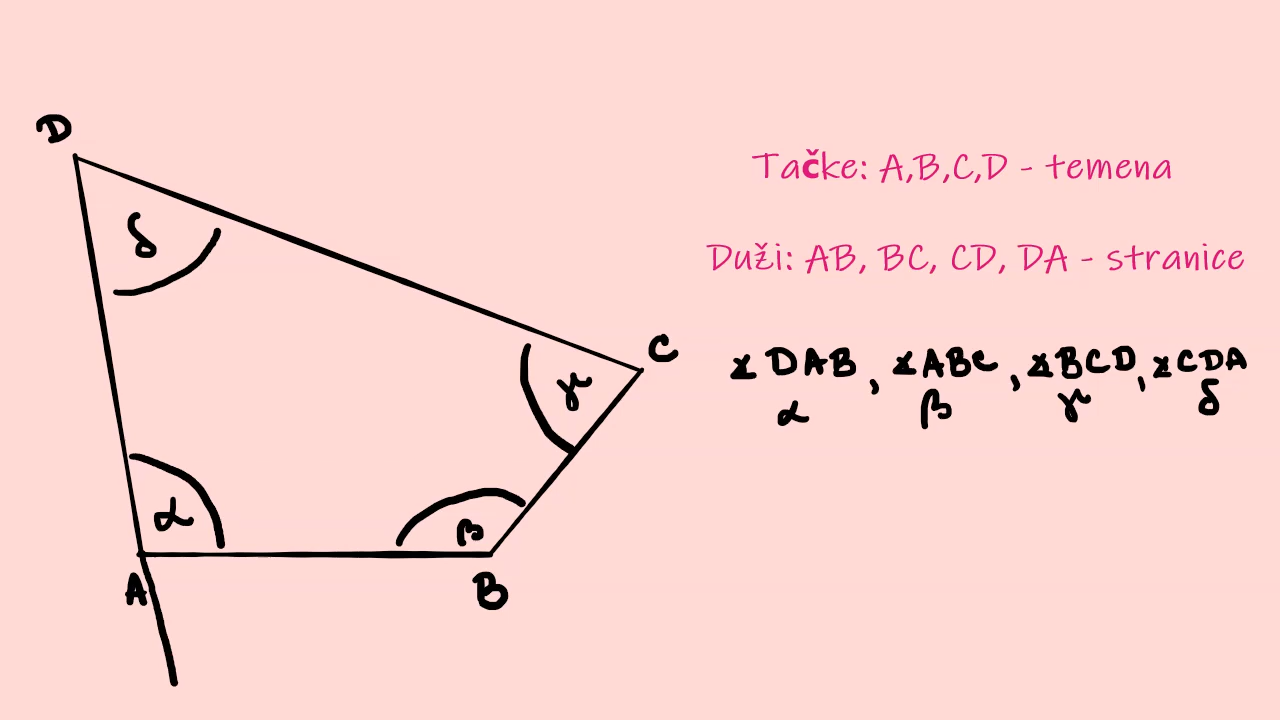 D
δ
Tačke: A,B,C,D - temena
Duži: AB, BC, CD, DA - stranice
C
γ
∡DAB, ∡ABC, ∡BCD, ∡CDA
α β γ δ
α
β
A
B